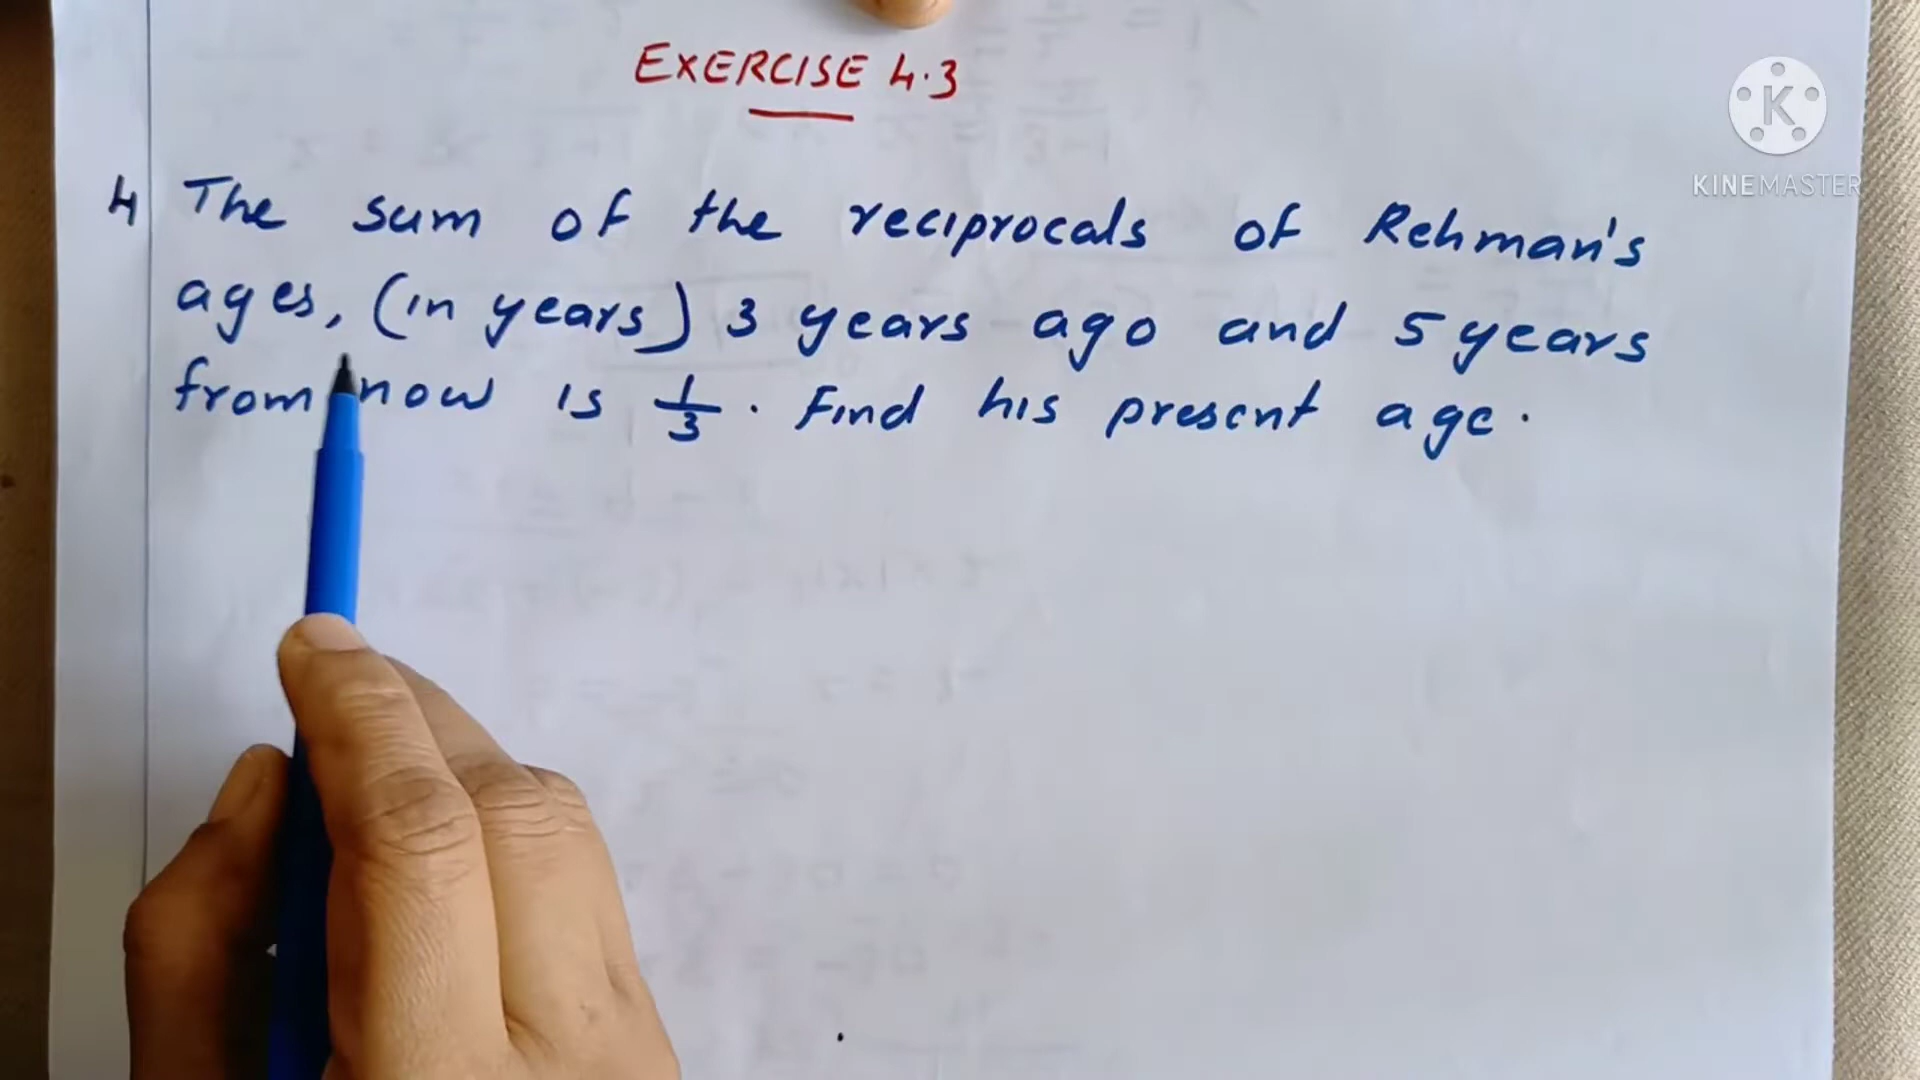 EXERCISE 4.3
K
KINEMASTER
4 The sum of the reciprocals of Rehman's
ages, (in years) 3 years ago and 5 years
from now is 1/3. Find his present age.